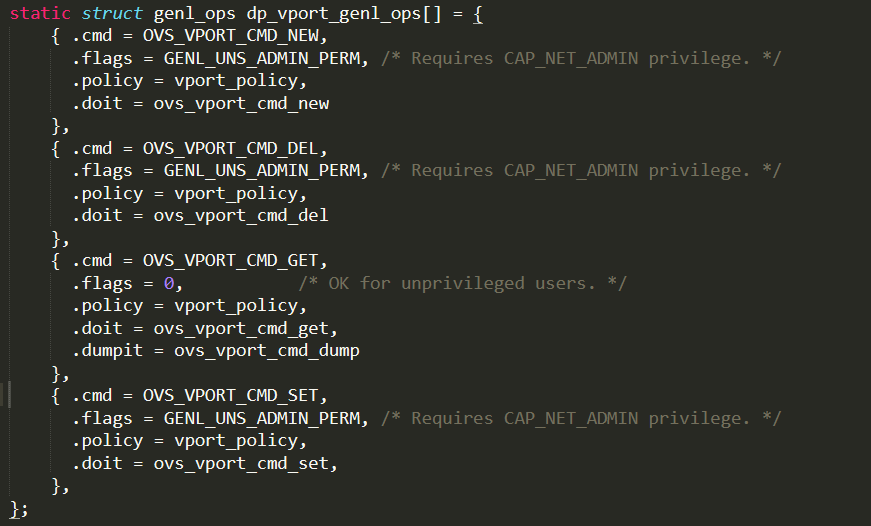 static struct genl_ops dp_vport_genl_ops[] = {
    { .cmd = OVS_VPORT_CMD_NEW,
      .flags = GENL_UNS_ADMIN_PERM, /* Requires CAP_NET_ADMIN privilege. */
      .policy = vport_policy,
      .doit = ovs_vport_cmd_new
    },
    { .cmd = OVS_VPORT_CMD_DEL,
      .flags = GENL_UNS_ADMIN_PERM, /* Requires CAP_NET_ADMIN privilege. */
      .policy = vport_policy,
      .doit = ovs_vport_cmd_del
    },
    { .cmd = OVS_VPORT_CMD_GET,
      .flags = 0,           /* OK for unprivileged users. */
      .policy = vport_policy,
      .doit = ovs_vport_cmd_get,
      .dumpit = ovs_vport_cmd_dump
    },
    { .cmd = OVS_VPORT_CMD_SET,
      .flags = GENL_UNS_ADMIN_PERM, /* Requires CAP_NET_ADMIN privilege. */
      .policy = vport_policy,
      .doit = ovs_vport_cmd_set,
    },
};